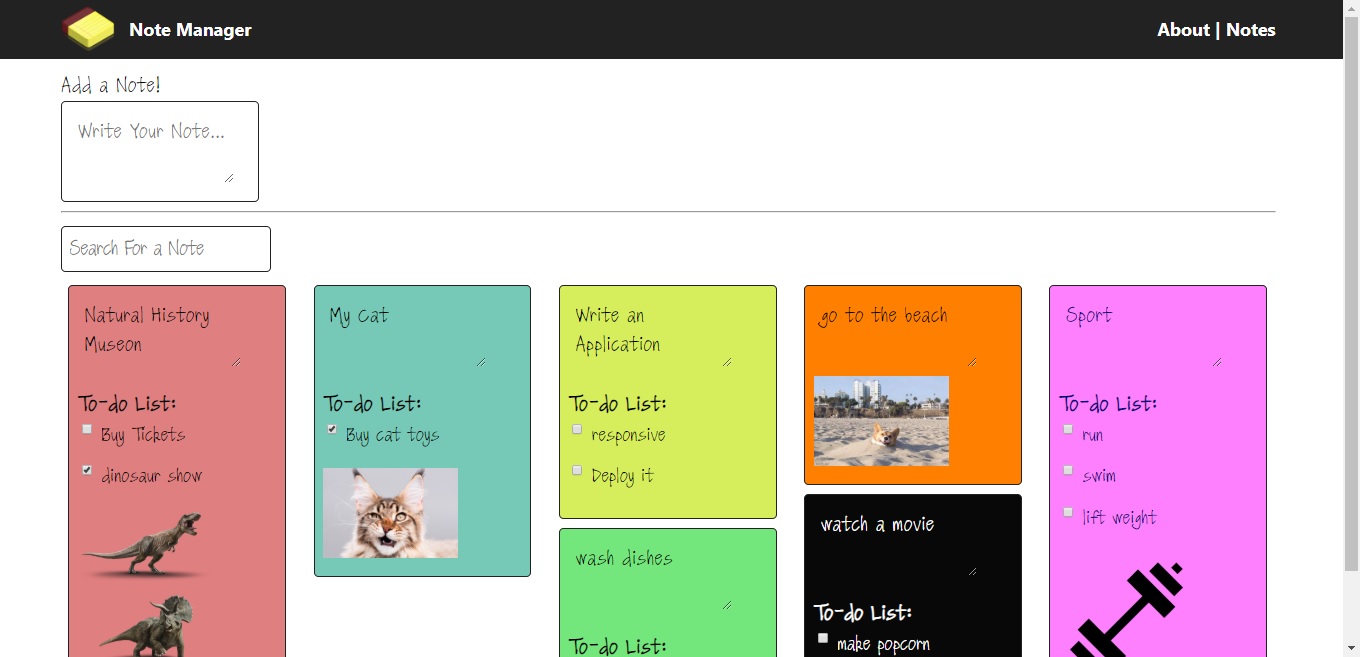 Note Manager
About | Notes
Add a Note!
Write Your Note...
Search For a Note
Natural History
Museon
To-do List:
Buy Tickets
dinosaur show
My Cat
To-do List:
Buy cat toys
Write an
Application
To-do List:
responsive
Deploy it
wash dishes
To-do List:
go to the beach
watch a movie
To-do List:
make popcorn
Sport
To-do List:
run
swim
lift weight